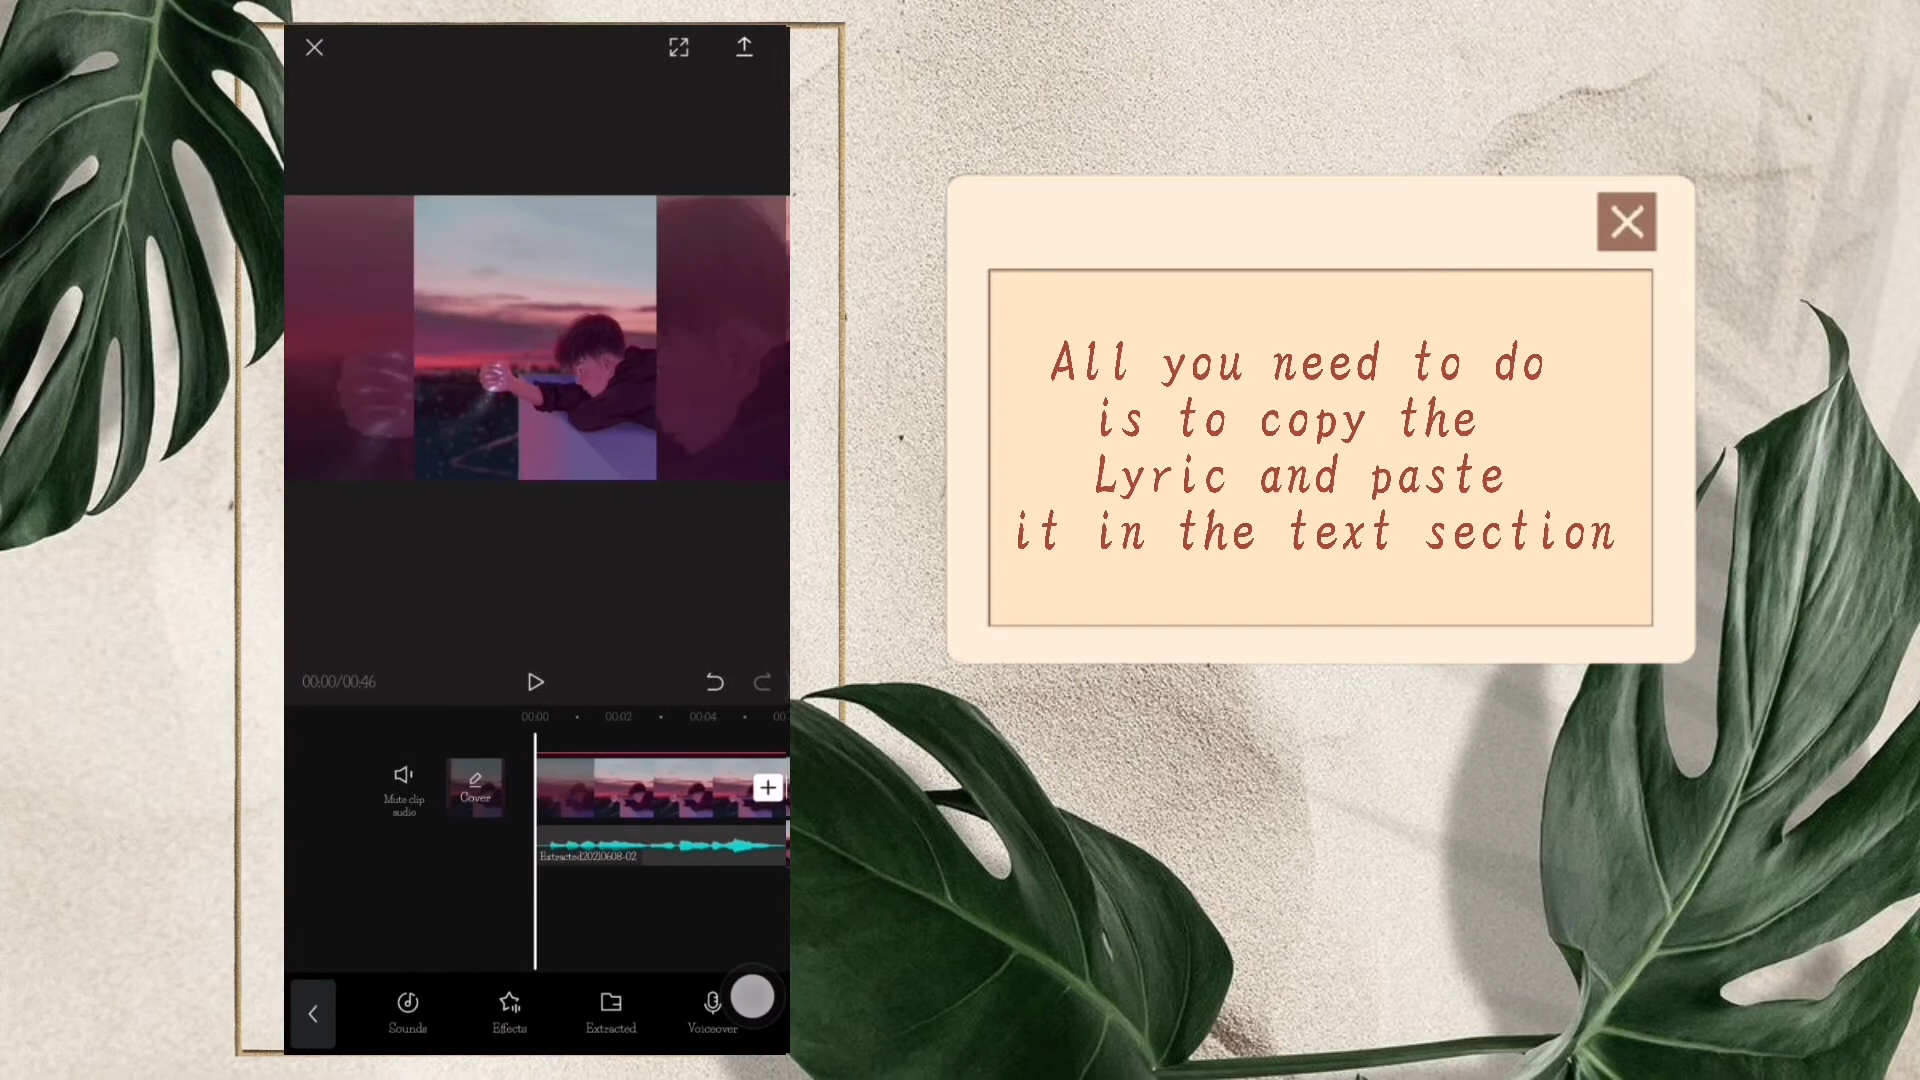 00:00/00:46
00:00
00:02
00:04
00
Mute clip
audio
Cover
Extracted20210608-02
Sounds
Effects
Extracted
Voiceover
All you need to do
is to copy the
Lyric and paste
it in the text section